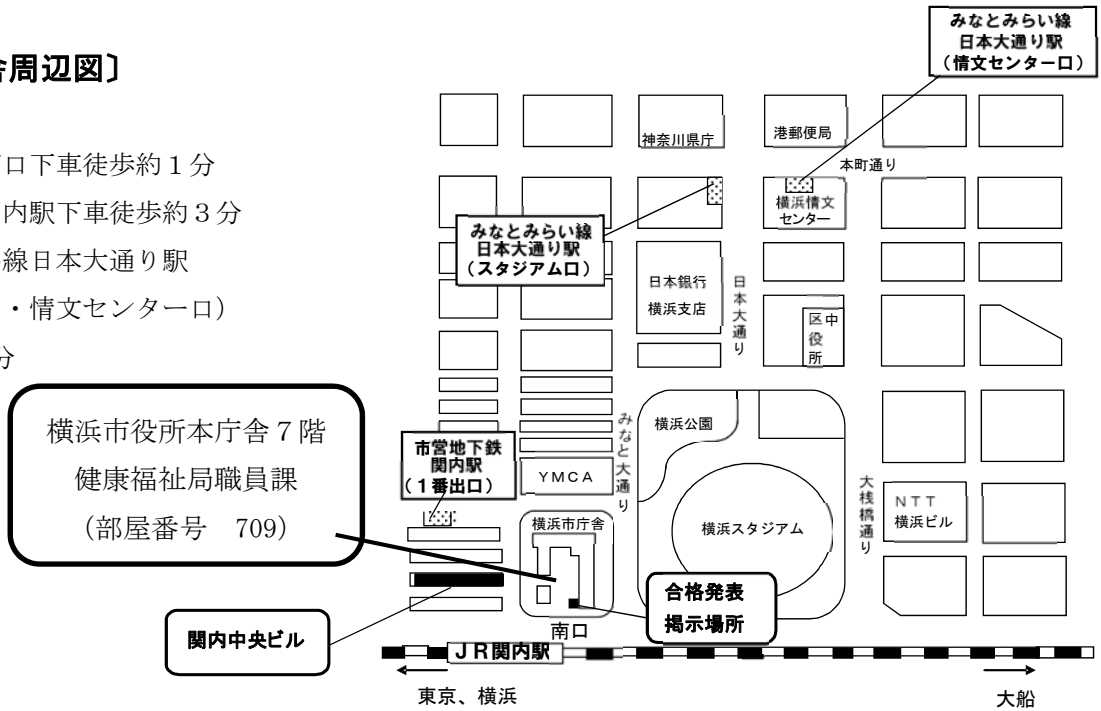 周辺図〕
口下車徒歩約１分
内駅下車徒歩約３分
線日本大通り駅
・情文センター口）
分
みなとみらい線
日本大通り駅
（情文センター口）
神奈川県庁
港郵便局
本町通り
横浜情文
センター
みなとみらい線
日本大通り駅
（スタジアム口）
日本銀行
横浜支店
日本大通り
中区役所
横浜市役所本庁舎７階
健康福祉局職員課
（部屋番号　709）
市営地下鉄
関内駅
（１番出口）
みなと大通り
YMCA
横浜公園
横浜市庁舎
横浜スタジアム
大桟橋通り
NTT
横浜ビル
合格発表
掲示場所
関内中央ビル
南口
ＪＲ関内駅
東京、横浜
大船